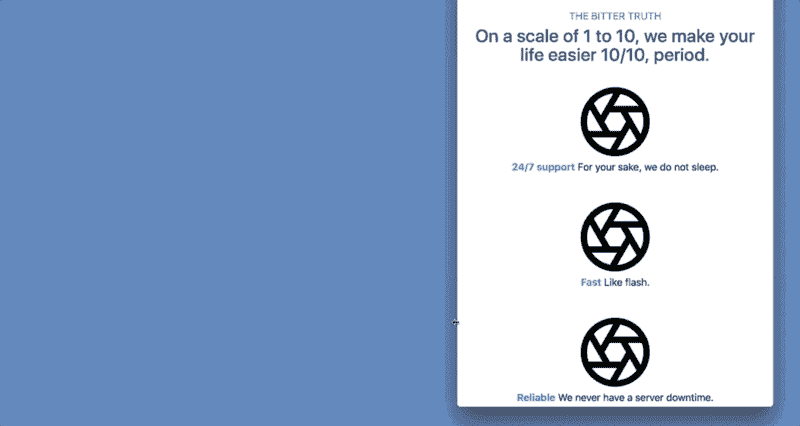 THE BITTER TRUTH
On a scale of 1 to 10, we make your
life easier 10/10, period.
24/7 support For your sake, we do not sleep.
Fast Like flash.
Reliable We never have a server downtime.